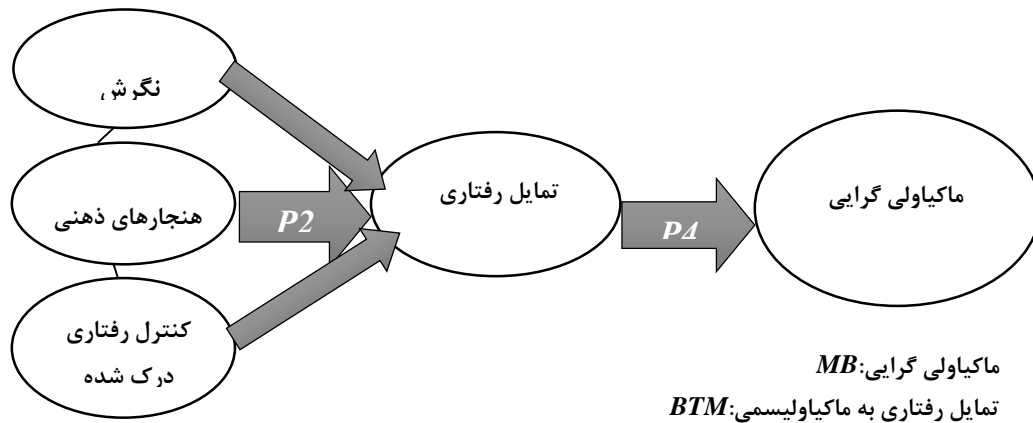 نگرش
هنجارهای ذهنی
کنترل رفتاری
درک شده
P2
تمایل رفتاری
P4
ماکیاولی گرایی
ماکیاولی گرایی:MB
تمایل رفتاری به ماکیاولیسمی:BTM